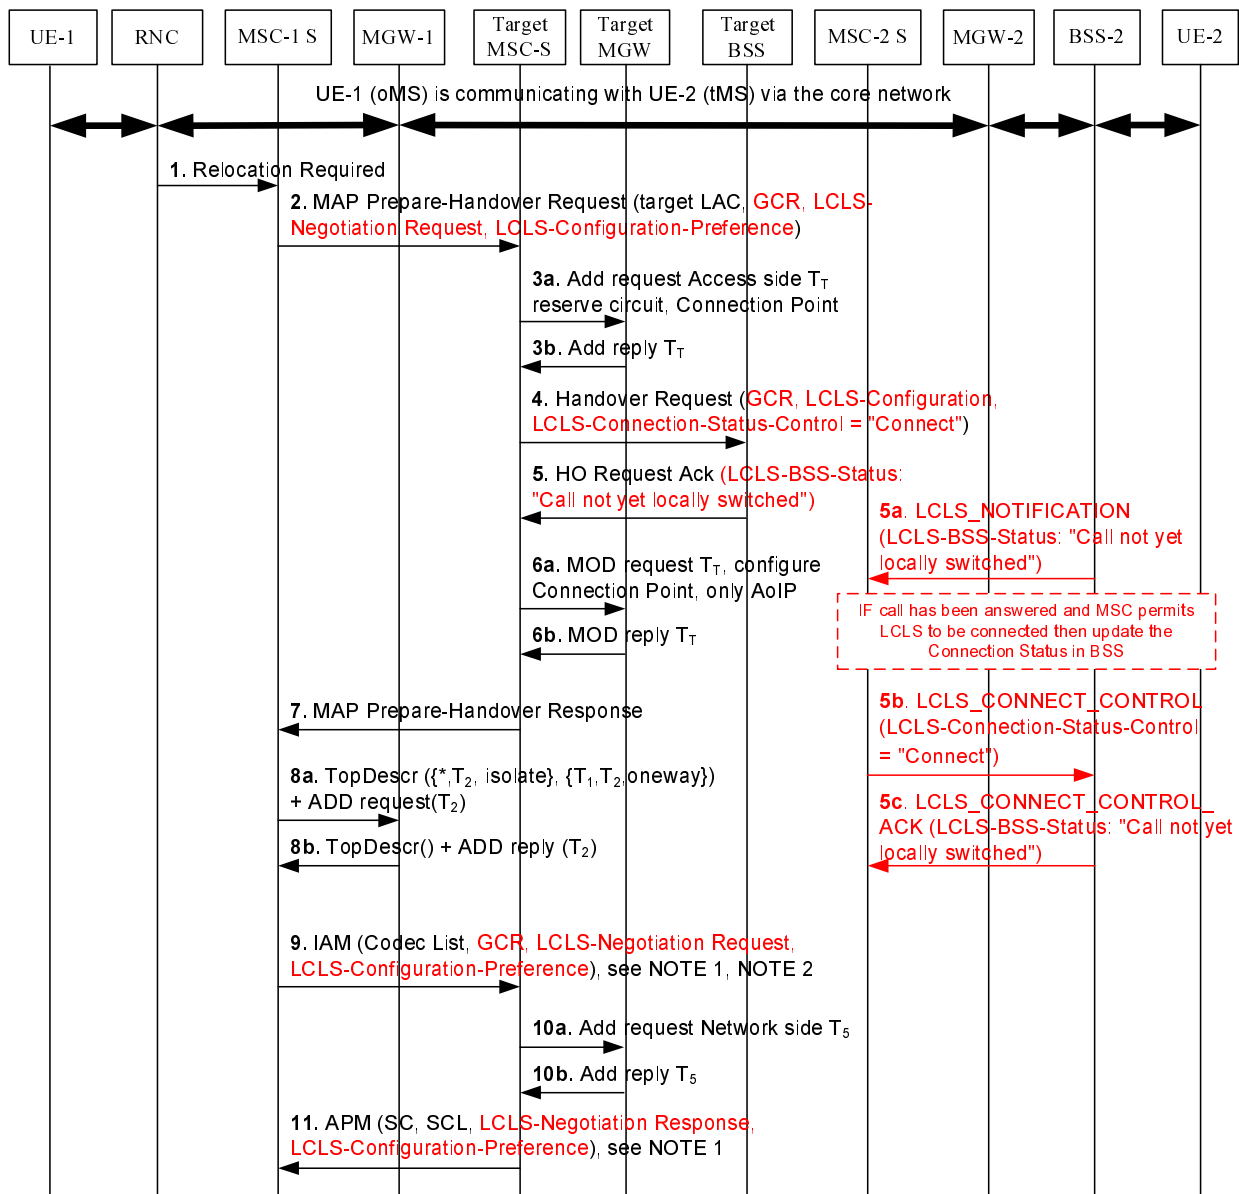 UE-1
RNC
MSC-1 S
MGW-1
Target
MSC-S
Target
MGW
Target
BSS
MSC-2 S
MGW-2
BSS-2
UE-2
UE-1 (oMS) is communicating with UE-2 (tMS) via the core network
1. Relocation Required
2. MAP Prepare-Handover Request (target LAC, GCR, LCLS-
Negotiation Request, LCLS-Configuration-Preference)
3a. Add request Access side TT
reserve circuit, Connection Point
3b. Add reply TT
4. Handover Request (GCR, LCLS-Configuration,
LCLS-Connection-Status-Control = "Connect")
5. HO Request Ack (LCLS-BSS-Status:
"Call not yet locally switched")
5a. LCLS_NOTIFICATION
(LCLS-BSS-Status: "Call not yet
locally switched")
6a. MOD request TT, configure
Connection Point, only AoIP
6b. MOD reply TT
IF call has been answered and MSC permits
LCLS to be connected then update the
Connection Status in BSS
7. MAP Prepare-Handover Response
5b. LCLS_CONNECT_CONTROL
(LCLS-Connection-Status-Control
= "Connect")
8a. TopDescr ({*,T2, isolate}, {T1,T2,oneway})
+ ADD request(T2)
8b. TopDescr() + ADD reply (T2)
5c. LCLS_CONNECT_CONTROL_
ACK (LCLS-BSS-Status: "Call not yet
locally switched")
9. IAM (Codec List, GCR, LCLS-Negotiation Request,
LCLS-Configuration-Preference), see NOTE 1, NOTE 2
10a. Add request Network side T5
10b. Add reply T5
11. APM (SC, SCL, LCLS-Negotiation Response,
LCLS-Configuration-Preference), see NOTE 1